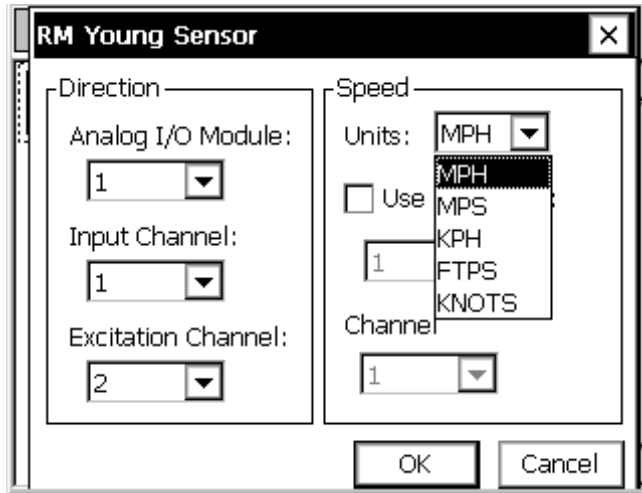 RM Young Sensor
Direction
Analog I/O Module:
1
Input Channel:
1
Excitation Channel:
2
Speed
Units: MPH
MPH
MPS
KPH
FTPS
KNOTS
Use :
1
Channel
1
OK Cancel